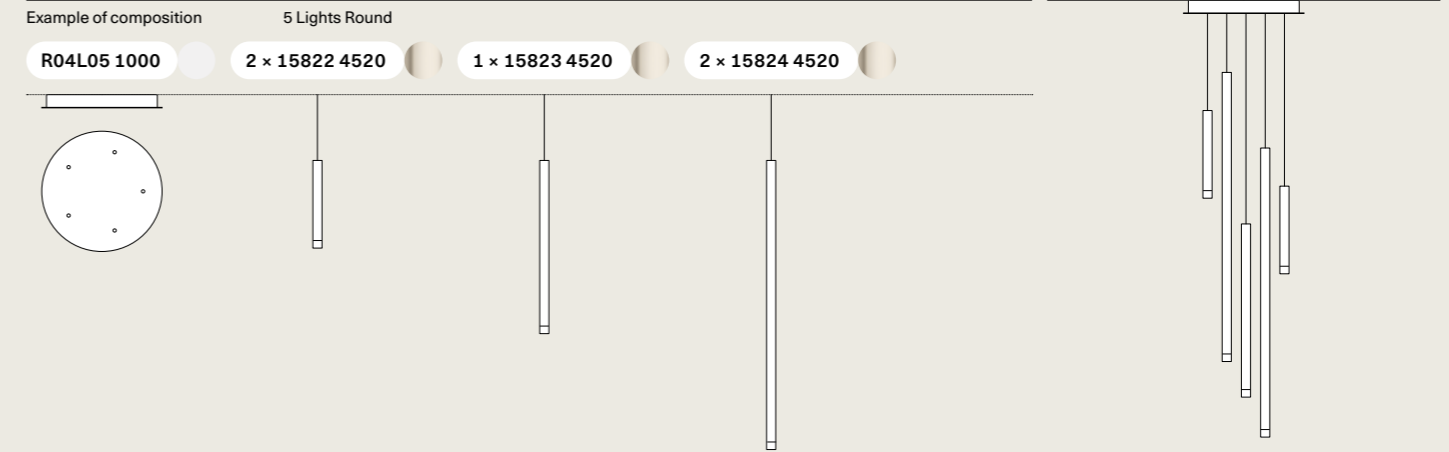 Example of composition 5 Lights Round
R04L05 1000 2 × 15822 4520 1 × 15823 4520 2 × 15824 4520